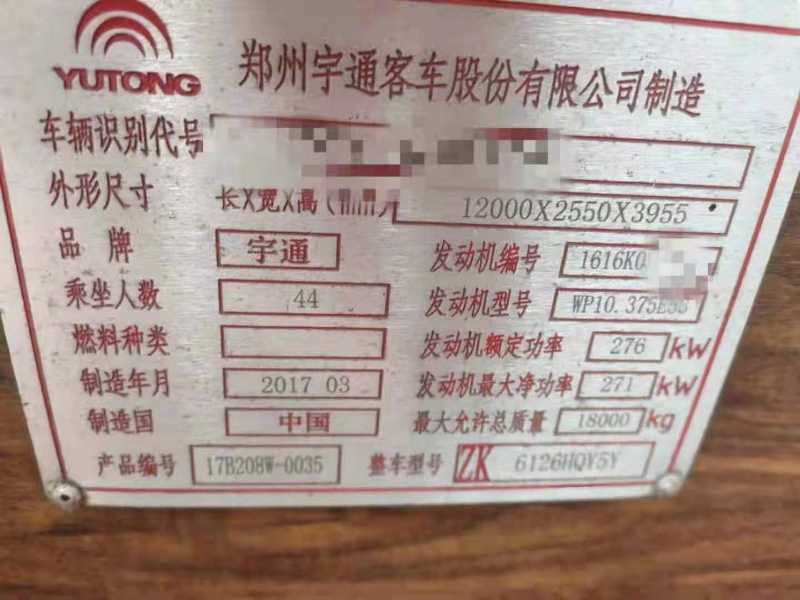 YUTONG
郑州宇通客车股份有限公司制造
车辆识别代号
外形尺寸 长X宽X高(mm) 12000X2550X3955
品牌 宇通 发动机编号 1616K0
乘坐人数 44 发动机型号 WP10.375E53
燃料种类 发动机额定功率 276 kW
制造年月 2017 03 发动机最大净功率 271 kW
制造国 中国 最大允许总质量 18000 kg
产品编号 17B208W-0035 整车型号 ZK 6126HQY5Y